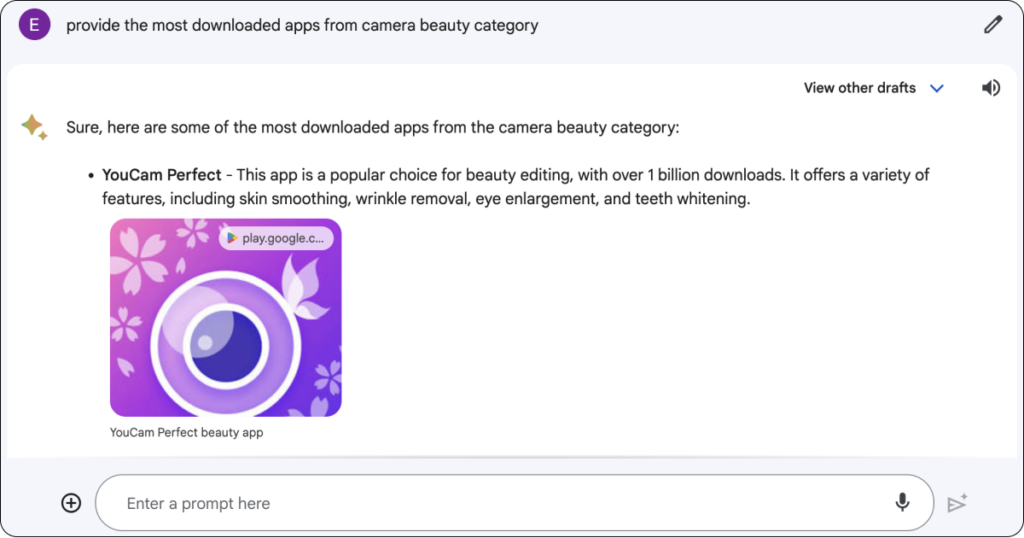 E
provide the most downloaded apps from camera beauty category
View other drafts
Sure, here are some of the most downloaded apps from the camera beauty category:
• YouCam Perfect - This app is a popular choice for beauty editing, with over 1 billion downloads. It offers a variety of
features, including skin smoothing, wrinkle removal, eye enlargement, and teeth whitening.
play.google.c...
YouCam Perfect beauty app
Enter a prompt here